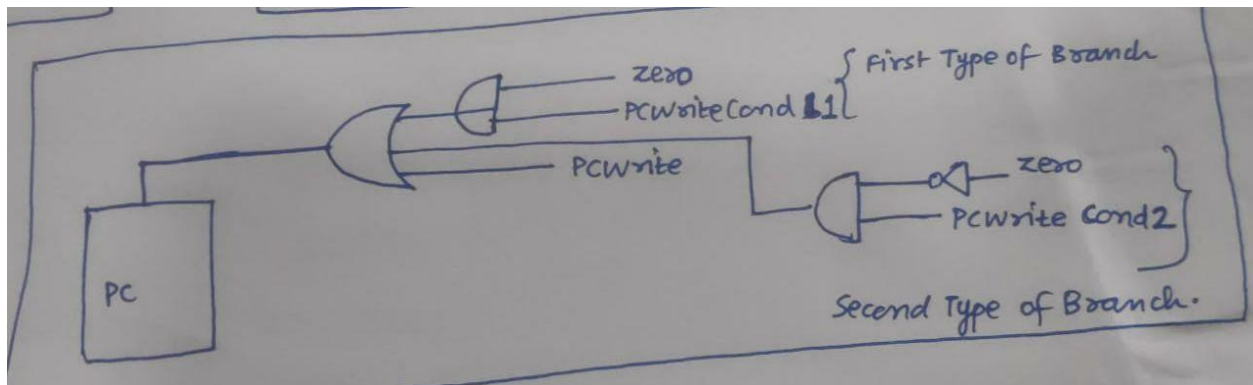 zero
First Type of Branch
PCWriteCond 1
PCWrite
zero
PCWrite Cond2
PC
Second Type of Branch.